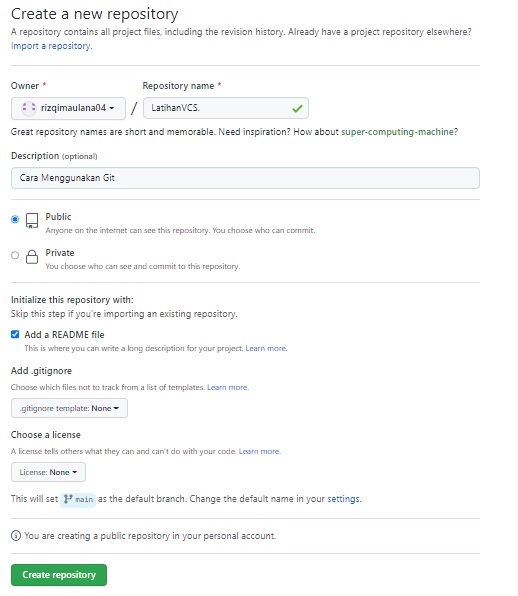 Create a new repository
A repository contains all project files, including the revision history. Already have a project repository elsewhere?
Import a repository.
Owner *
Repository name *
rizqimaulana04
/
LatihanVCS.
Great repository names are short and memorable. Need inspiration? How about super-computing-machine?
Description (optional)
Cara Menggunakan Git
Public
Anyone on the internet can see this repository. You choose who can commit.
Private
You choose who can see and commit to this repository.
Initialize this repository with:
Skip this step if you're importing an existing repository.
Add a README file
This is where you can write a long description for your project. Learn more.
Add .gitignore
Choose which files not to track from a list of templates. Learn more.
.gitignore template: None
Choose a license
A license tells others what they can and can't do with your code. Learn more.
License: None
This will set main as the default branch. Change the default name in your settings.
You are creating a public repository in your personal account.
Create repository